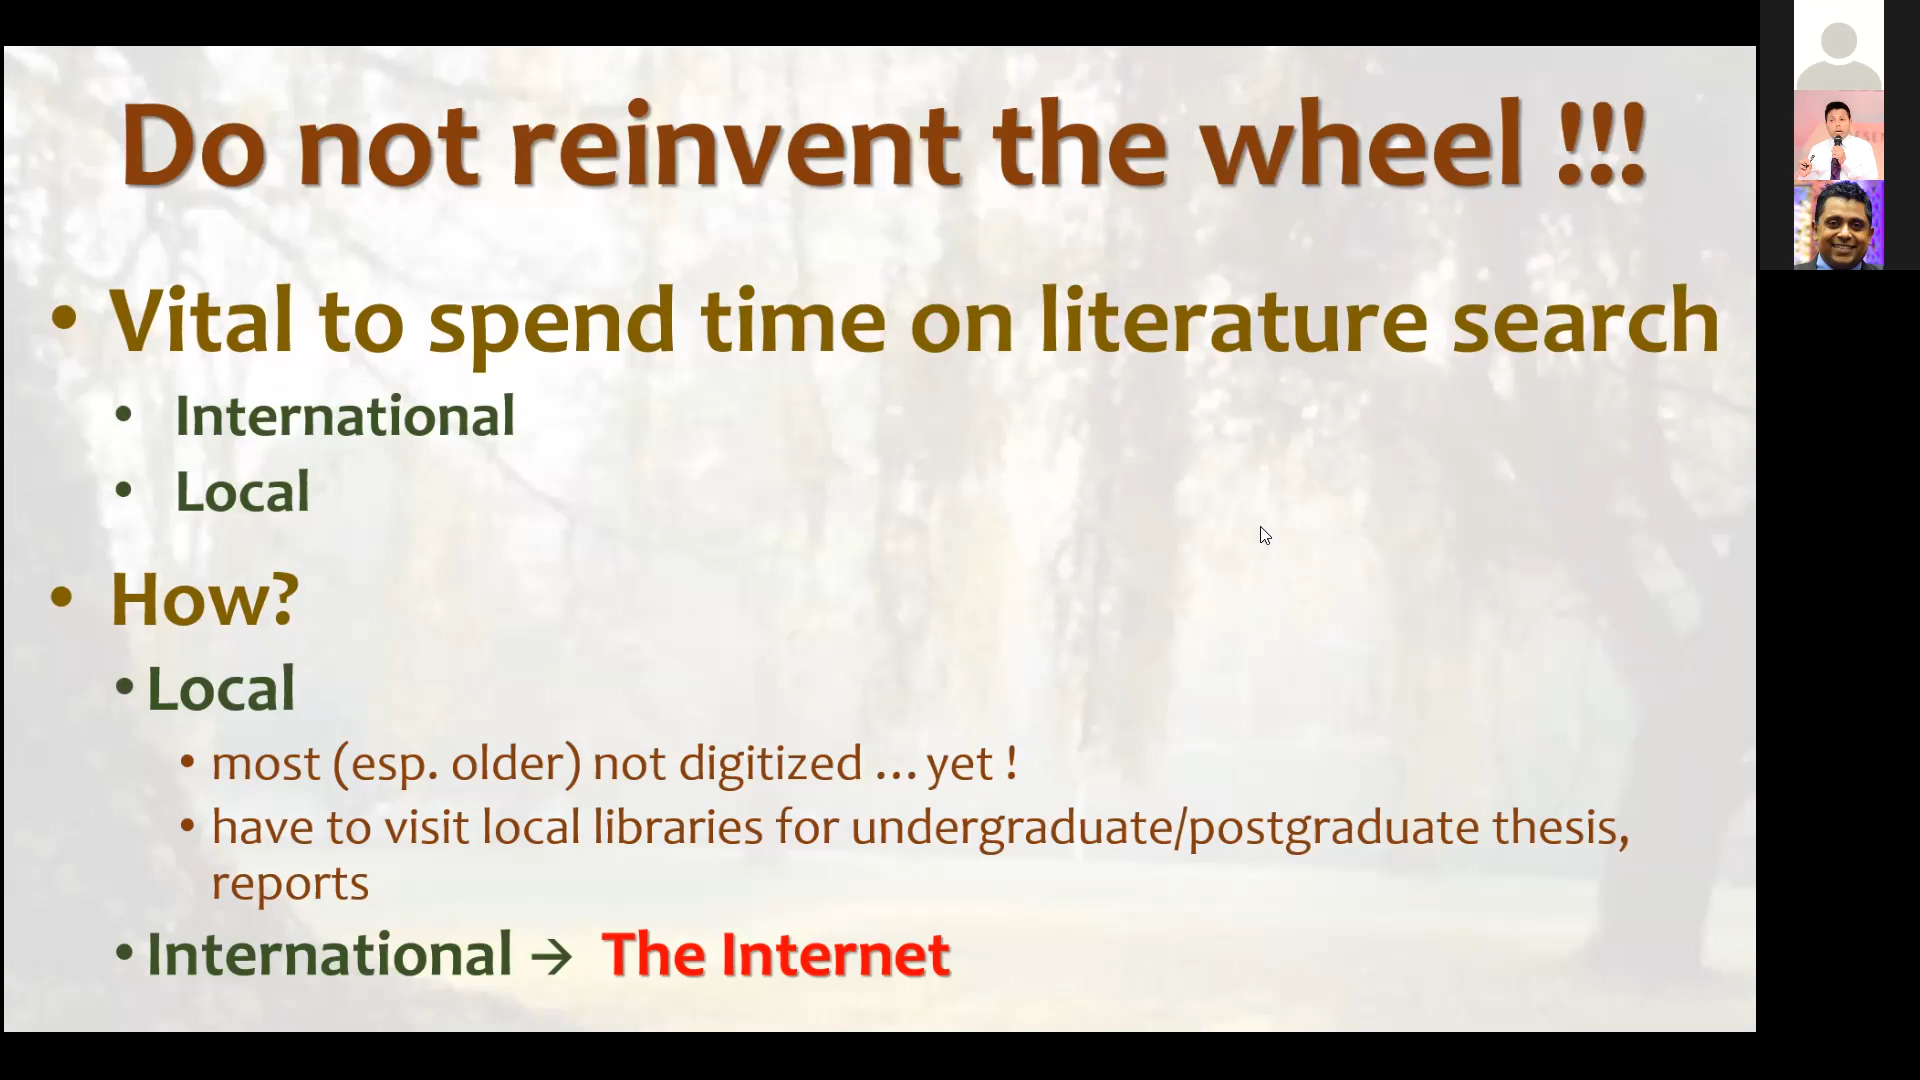 Do not reinvent the wheel !!!
• Vital to spend time on literature search
• International
• Local
• How?
• Local
• most (esp. older) not digitized ... yet !
• have to visit local libraries for undergraduate/postgraduate thesis,
reports
• International → The Internet